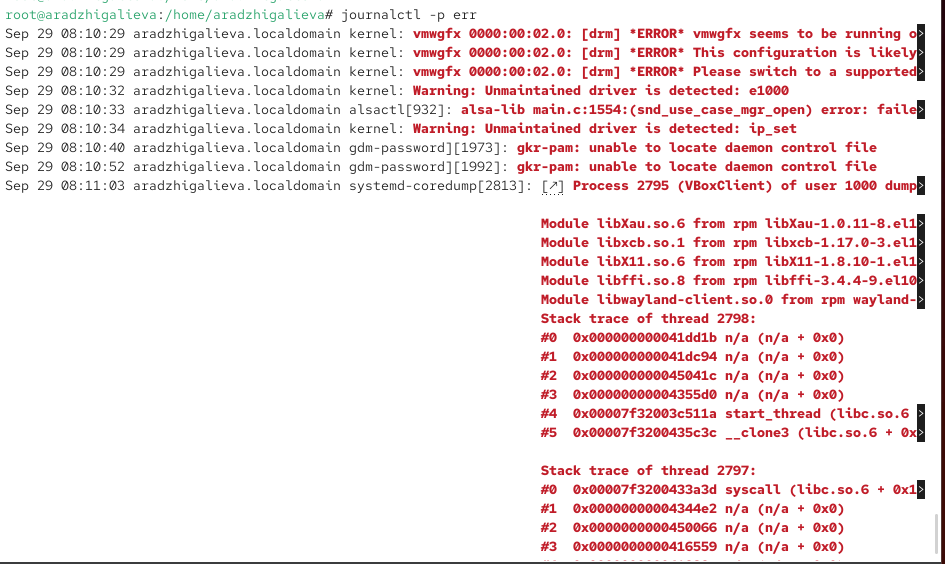 root@aradzhigalieva:/home/aradzhigalieva# journalctl -p err
Sep 29 08:10:29 aradzhigalieva.localdomain kernel: vmwgfx 0000:00:02.0: [drm] *ERROR* vmwgfx seems to be running o>
Sep 29 08:10:29 aradzhigalieva.localdomain kernel: vmwgfx 0000:00:02.0: [drm] *ERROR* This configuration is likely>
Sep 29 08:10:29 aradzhigalieva.localdomain kernel: vmwgfx 0000:00:02.0: [drm] *ERROR* Please switch to a supported>
Sep 29 08:10:32 aradzhigalieva.localdomain kernel: Warning: Unmaintained driver is detected: e1000
Sep 29 08:10:33 aradzhigalieva.localdomain alsactl[932]: alsa-lib main.c:1554:(snd_use_case_mgr_open) error: faile>
Sep 29 08:10:34 aradzhigalieva.localdomain kernel: Warning: Unmaintained driver is detected: ip_set
Sep 29 08:10:40 aradzhigalieva.localdomain gdm-password][1973]: gkr-pam: unable to locate daemon control file
Sep 29 08:10:52 aradzhigalieva.localdomain gdm-password][1992]: gkr-pam: unable to locate daemon control file
Sep 29 08:11:03 aradzhigalieva.localdomain systemd-coredump[2813]: [↗] Process 2795 (VBoxClient) of user 1000 dump>
Module libXau.so.6 from rpm libXau-1.0.11-8.el1>
Module libxcb.so.1 from rpm libxcb-1.17.0-3.el1>
Module libX11.so.6 from rpm libX11-1.8.10-1.el1>
Module libffi.so.8 from rpm libffi-3.4.4-9.el10>
Module libwayland-client.so.0 from rpm wayland->
Stack trace of thread 2798:
#0  0x000000000041dd1b n/a (n/a + 0x0)
#1  0x000000000041dc94 n/a (n/a + 0x0)
#2  0x000000000045041c n/a (n/a + 0x0)
#3  0x00000000004355d0 n/a (n/a + 0x0)
#4  0x00007f32003c511a start_thread (libc.so.6 >
#5  0x00007f3200435c3c __clone3 (libc.so.6 + 0x>
Stack trace of thread 2797:
#0  0x00007f3200433a3d syscall (libc.so.6 + 0x1>
#1  0x00000000004344e2 n/a (n/a + 0x0)
#2  0x0000000000450066 n/a (n/a + 0x0)
#3  0x0000000000416559 n/a (n/a + 0x0)